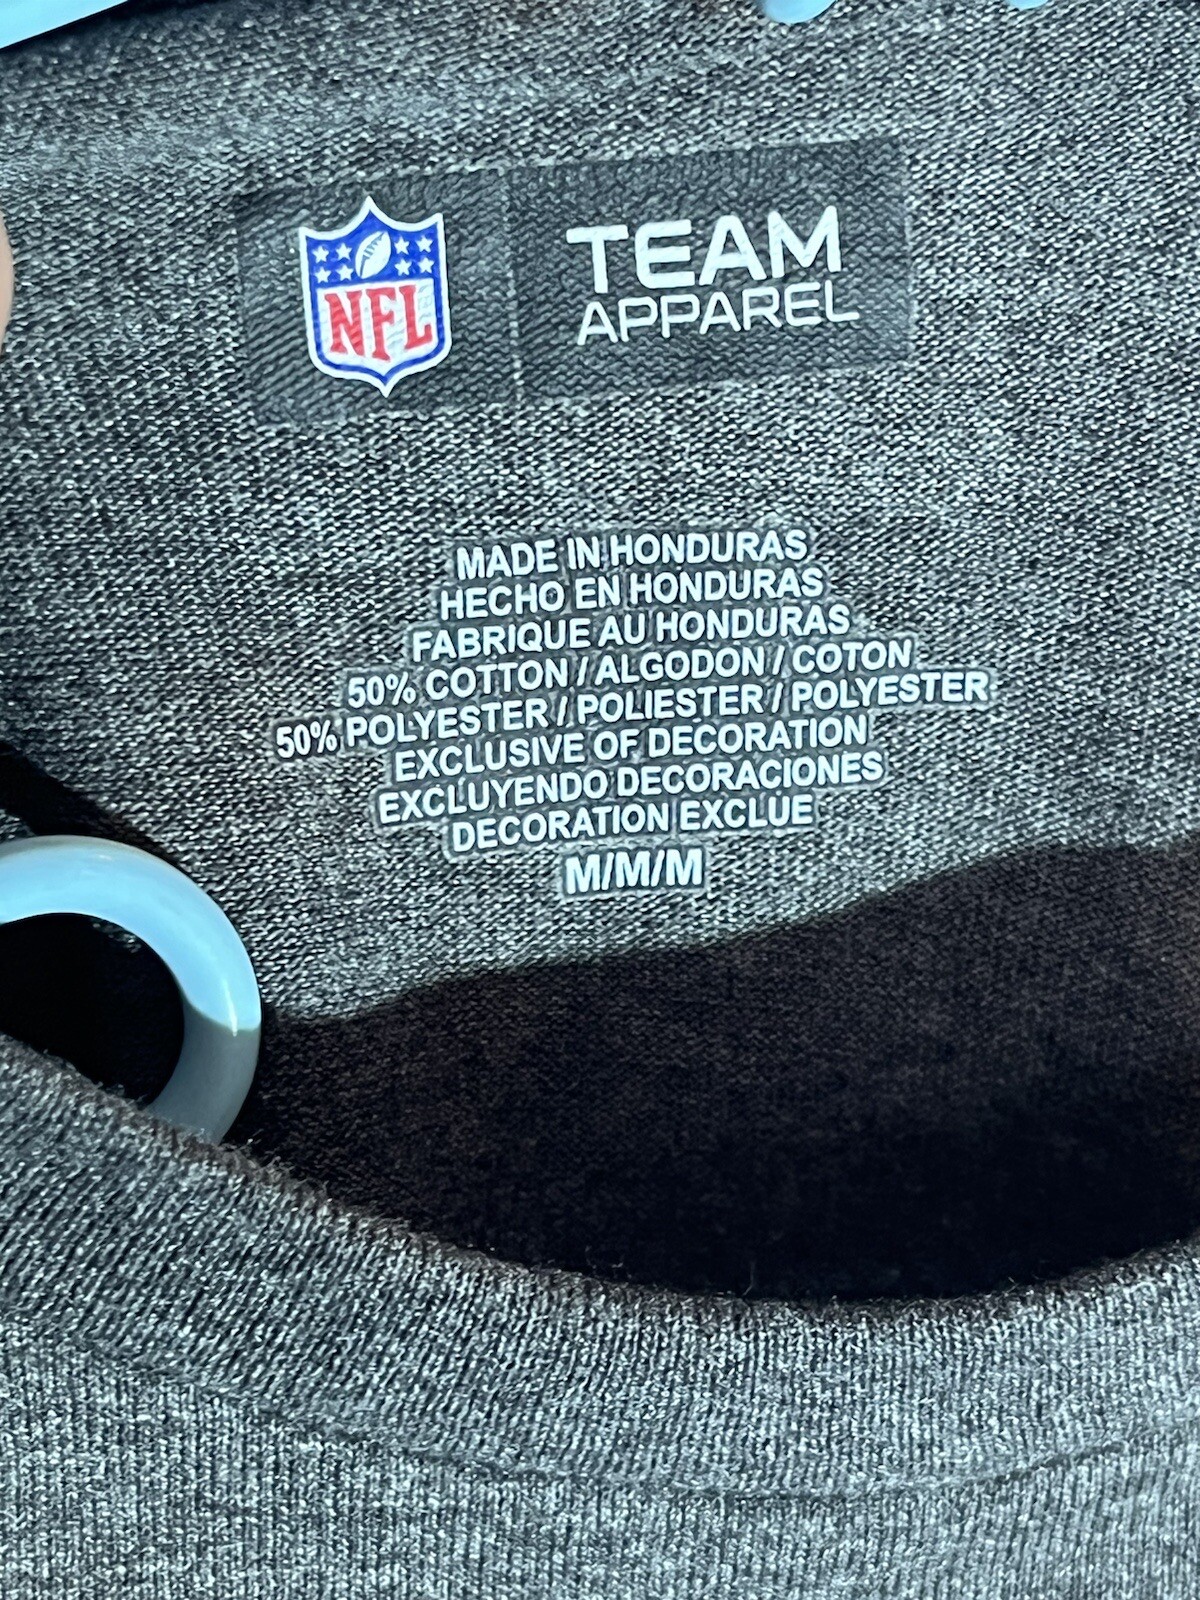 NFL
TEAM
APPAREL
MADE IN HONDURAS
HECHO EN HONDURAS
FABRIQUE AU HONDURAS
50% COTTON / ALGODON / COTON
50% POLYESTER / POLIESTER / POLYESTER
EXCLUSIVE OF DECORATION
EXCLUYENDO DECORACIONES
DECORATION EXCLUE
M/M/M